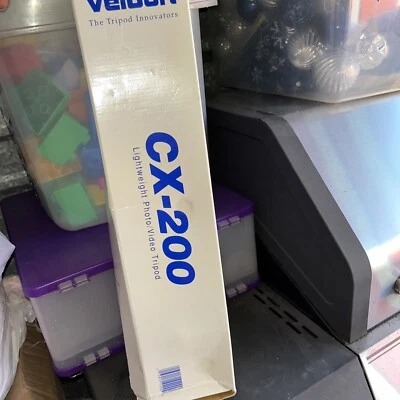 Velbon
The Tripod Innovators
CX-200
Lightweight Photo/Video Tripod